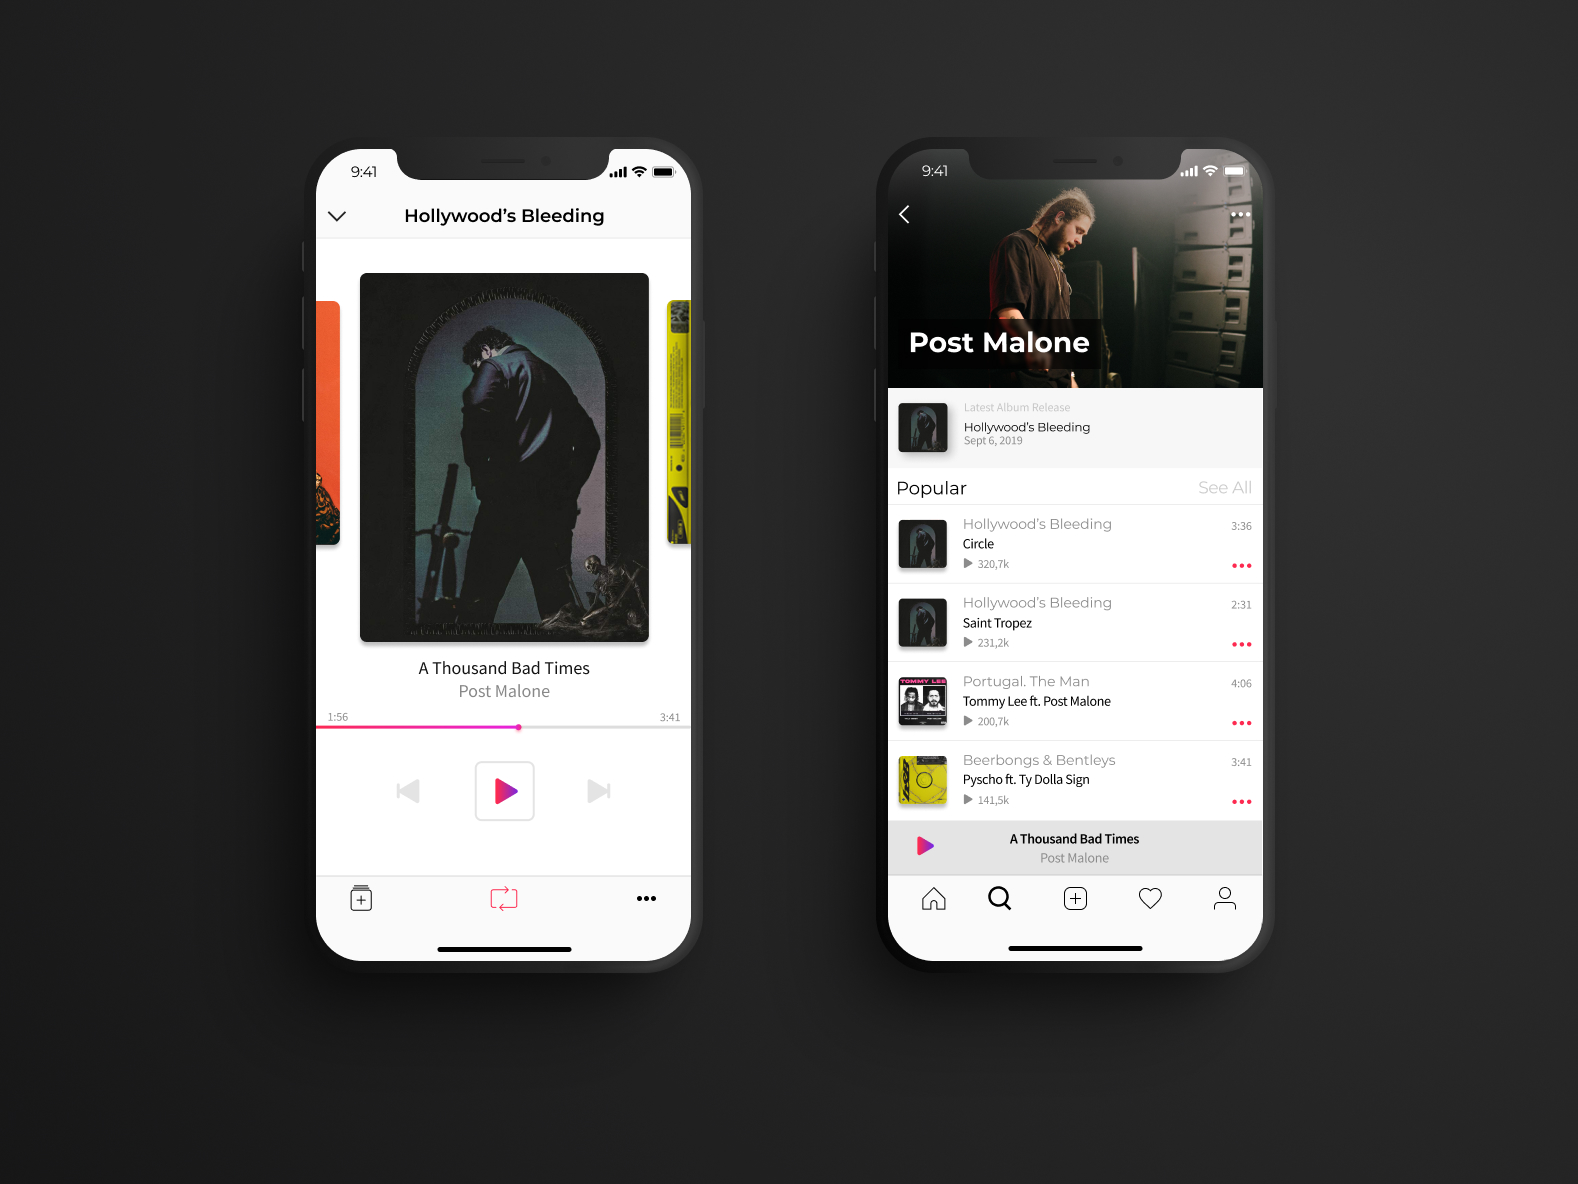 9:41
Hollywood's Bleeding
A Thousand Bad Times
Post Malone
1:56
3:41
9:41
Post Malone
Latest Album Release
Hollywood's Bleeding
Sept 6, 2019
Popular
See All
Hollywood's Bleeding
3:36
Circle
320,7k
Hollywood's Bleeding
2:31
Saint Tropez
231,2k
TOMMY LEE
Portugal. The Man
4:06
Tommy Lee ft. Post Malone
200,7k
Beerbongs & Bentleys
3:41
Pyscho ft. Ty Dolla Sign
141,5k
A Thousand Bad Times
Post Malone